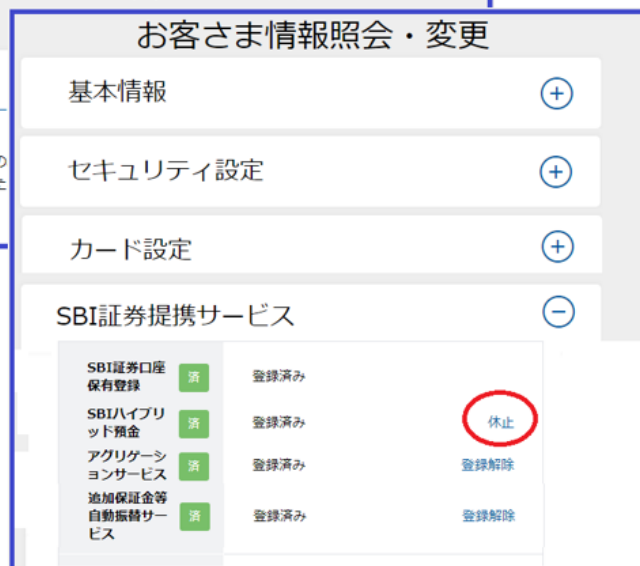 お客さま情報照会・変更
基本情報
セキュリティ設定
の
カード設定
SBI証券提携サービス
SBI証券口座
保有登録
済
登録済み
SBIハイブリ
ッド預金
済
登録済み
休止
アグリゲーシ
ョンサービス
済
登録済み
登録解除
追加保証金等
自動振替サー
ビス
済
登録済み
登録解除